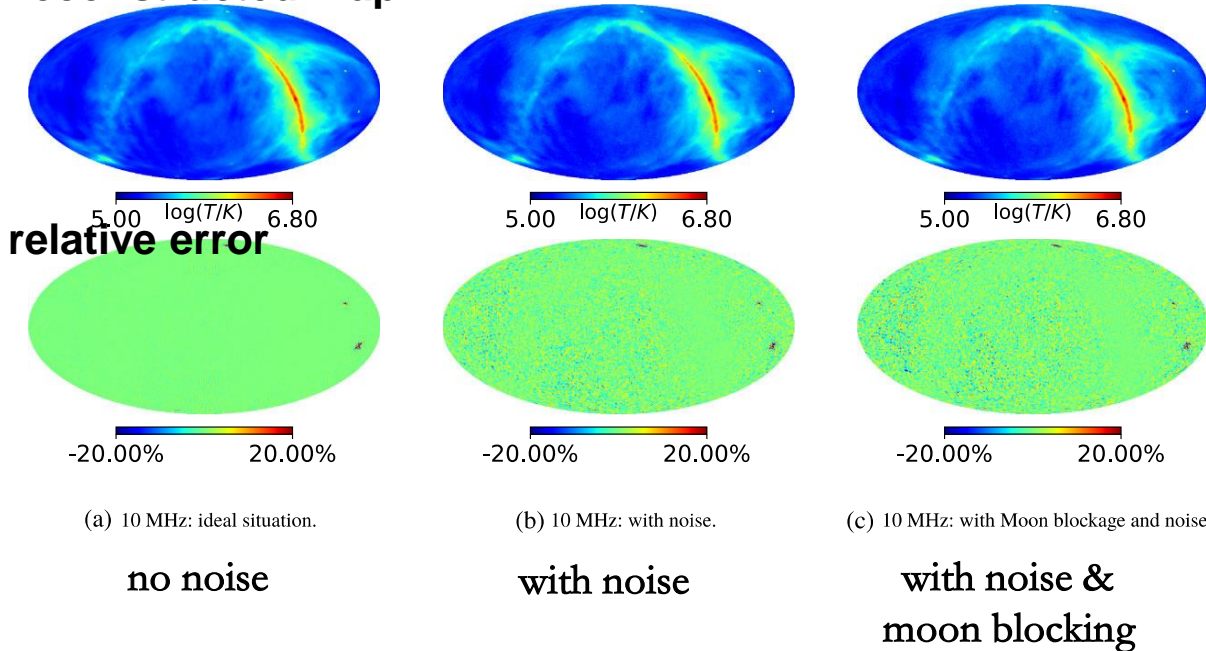 5.00 log(T/K) 6.80 5.00 log(T/K) 6.80 5.00 log(T/K) 6.80
relative error
-20.00% 20.00% -20.00% 20.00% -20.00% 20.00%
(a) 10 MHz: ideal situation. (b) 10 MHz: with noise. (c) 10 MHz: with Moon blockage and noise
no noise with noise with noise &
moon blocking